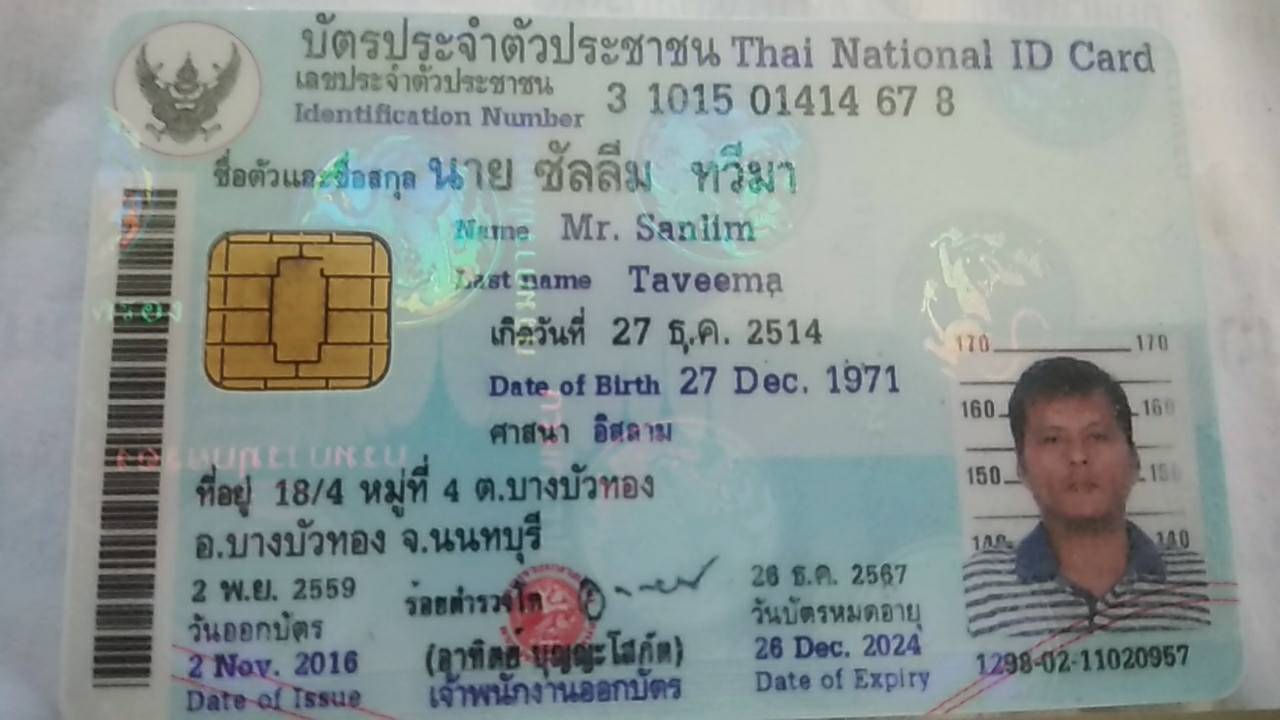 บัตรประจำตัวประชาชน Thai National ID Card
เลขประจำตัวประชาชน
Identification Number 3 1015 01414 67 8
ชื่อตัวและชื่อสกุล นาย ซัลลีม ทวีมา
Name Mr. Sanlim
Last name Taveema
เกิดวันที่ 27 ธ.ค. 2514
Date of Birth 27 Dec. 1971
ศาสนา อิสลาม
ที่อยู่ 18/4 หมู่ที่ 4 ต.บางบัวทอง
อ.บางบัวทอง จ.นนทบุรี
2 พ.ย. 2559
วันออกบัตร
2 Nov. 2016
Date of Issue
ร้อยตำรวจโท
(อาทิตย์ บุญญะโสภัต)
เจ้าพนักงานออกบัตร
26 ธ.ค. 2567
วันบัตรหมดอายุ
26 Dec. 2024
Date of Expiry
170 170
160 160
150 150
140 140
1298-02-11020957